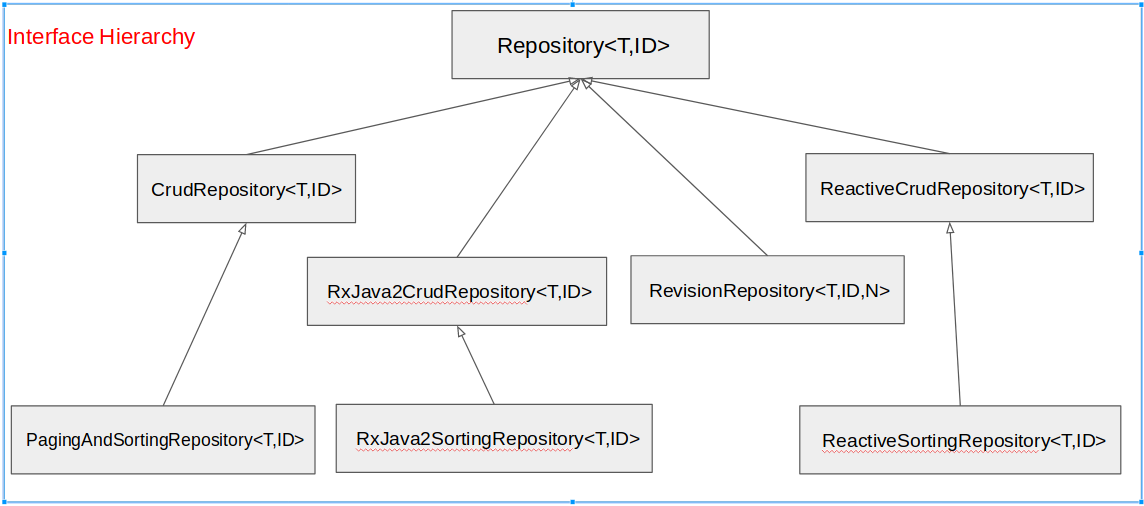 Interface Hierarchy
Repository<T,ID>
CrudRepository<T,ID>
ReactiveCrudRepository<T,ID>
RxJava2CrudRepository<T,ID>
RevisionRepository<T,ID,N>
PagingAndSortingRepository<T,ID>
RxJava2SortingRepository<T,ID>
ReactiveSortingRepository<T,ID>